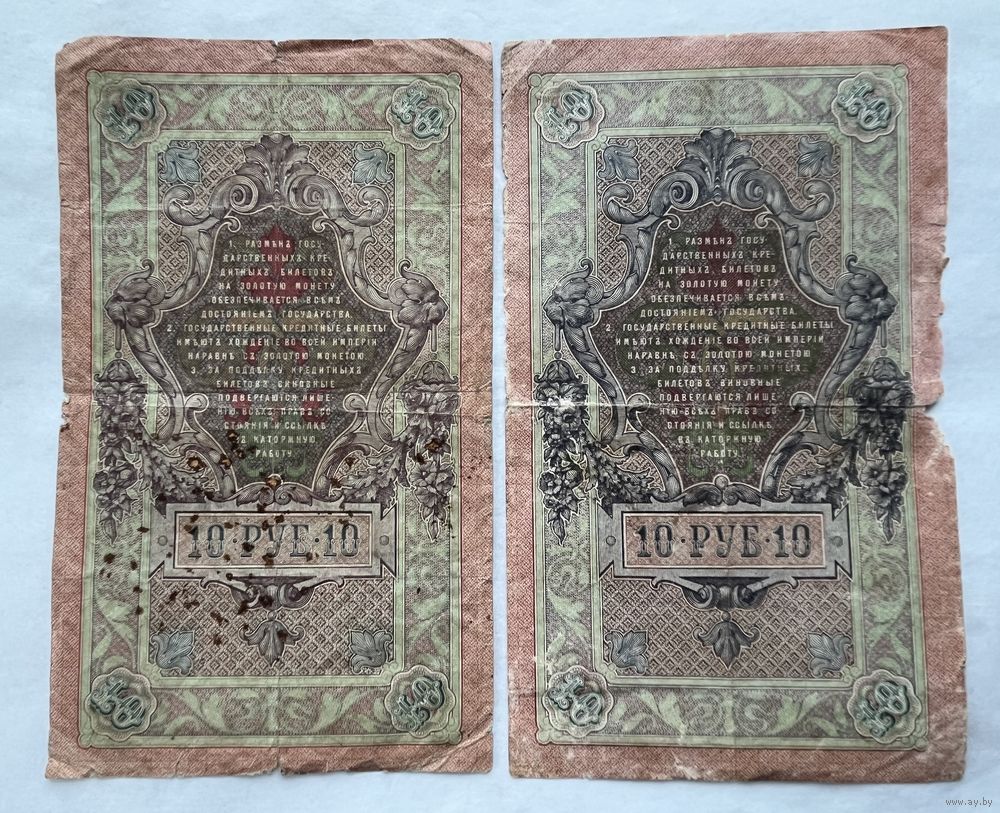 1. РАЗМѢНЪ ГОСУ-
ДАРСТВЕННЫХЪ КРЕ-
ДИТНЫХЪ БИЛЕТОВЪ
НА ЗОЛОТУЮ МОНЕТУ
ОБЕЗПЕЧИВАЕТСЯ ВСѢМЪ
ДОСТОЯНІЕМЪ ГОСУДАРСТВА.
2. ГОСУДАРСТВЕННЫЕ КРЕДИТНЫЕ БИЛЕТЫ
ИМѢЮТЪ ХОЖДЕНІЕ ВО ВСЕЙ ИМПЕРІИ
НАРАВНѢ СЪ ЗОЛОТОЮ МОНЕТОЮ
3. ЗА ПОДДѢЛКУ КРЕДИТНЫХЪ
БИЛЕТОВЪ ВИНОВНЫЕ
ПОДВЕРГАЮТСЯ ЛИШЕ-
НІЮ ВСѢХЪ ПРАВЪ СО-
СТОЯНІЯ И ССЫЛКѢ
ВЪ КАТОРЖНУЮ
РАБОТУ.
10·РУБ·10
1. РАЗМѢНЪ ГОСУ-
ДАРСТВЕННЫХЪ КРЕ-
ДИТНЫХЪ БИЛЕТОВЪ
НА ЗОЛОТУЮ МОНЕТУ
ОБЕЗПЕЧИВАЕТСЯ ВСѢМЪ
ДОСТОЯНІЕМЪ ГОСУДАРСТВА.
2. ГОСУДАРСТВЕННЫЕ КРЕДИТНЫЕ БИЛЕТЫ
ИМѢЮТЪ ХОЖДЕНІЕ ВО ВСЕЙ ИМПЕРІИ
НАРАВНѢ СЪ ЗОЛОТОЮ МОНЕТОЮ
3. ЗА ПОДДѢЛКУ КРЕДИТНЫХЪ
БИЛЕТОВЪ ВИНОВНЫЕ
ПОДВЕРГАЮТСЯ ЛИШЕ-
НІЮ ВСѢХЪ ПРАВЪ СО-
СТОЯНІЯ И ССЫЛКѢ
ВЪ КАТОРЖНУЮ
РАБОТУ.
10·РУБ·10
www.ay.by